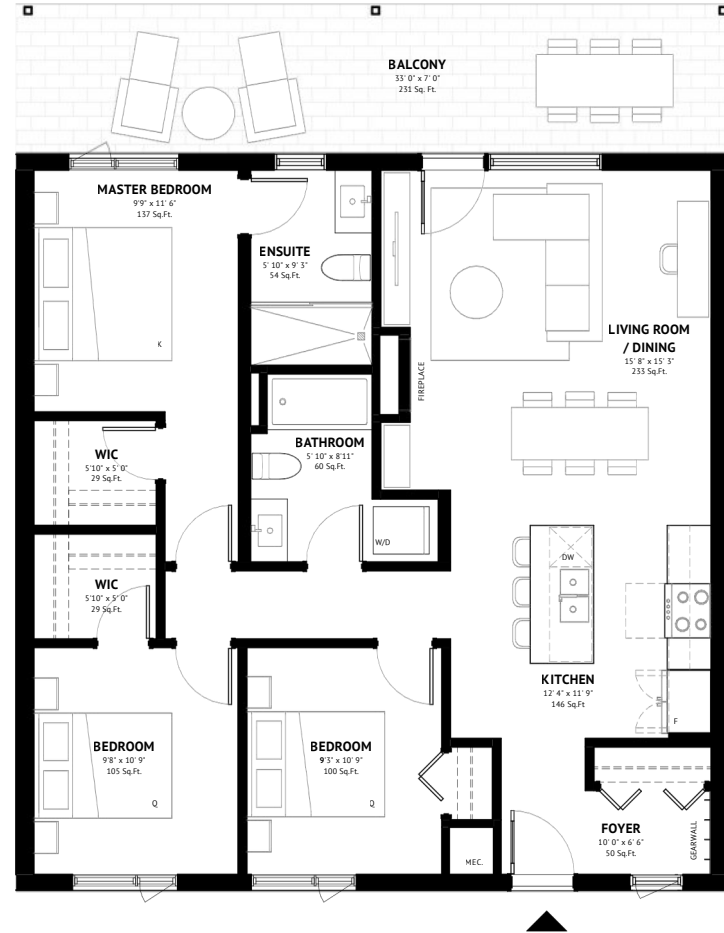 BALCONY
33' 0" x 7' 0"
231 Sq. Ft.
MASTER BEDROOM
9'9" x 11' 6"
137 Sq.Ft.
K
ENSUITE
5' 10" x 9' 3"
54 Sq.Ft.
LIVING ROOM
/ DINING
15' 8" x 15' 3"
233 Sq.Ft.
FIREPLACE
WIC
5'10" x 5' 0"
29 Sq.Ft.
BATHROOM
5' 10" x 8'11"
60 Sq.Ft.
W/D
DW
WIC
5'10" x 5' 0"
29 Sq.Ft.
KITCHEN
12' 4" x 11' 9"
146 Sq.Ft
F
BEDROOM
9'8" x 10' 9"
105 Sq.Ft.
Q
BEDROOM
9'3" x 10' 9"
100 Sq.Ft.
Q
MEC.
FOYER
10' 0" x 6' 6"
50 Sq.Ft.
GEARWALL